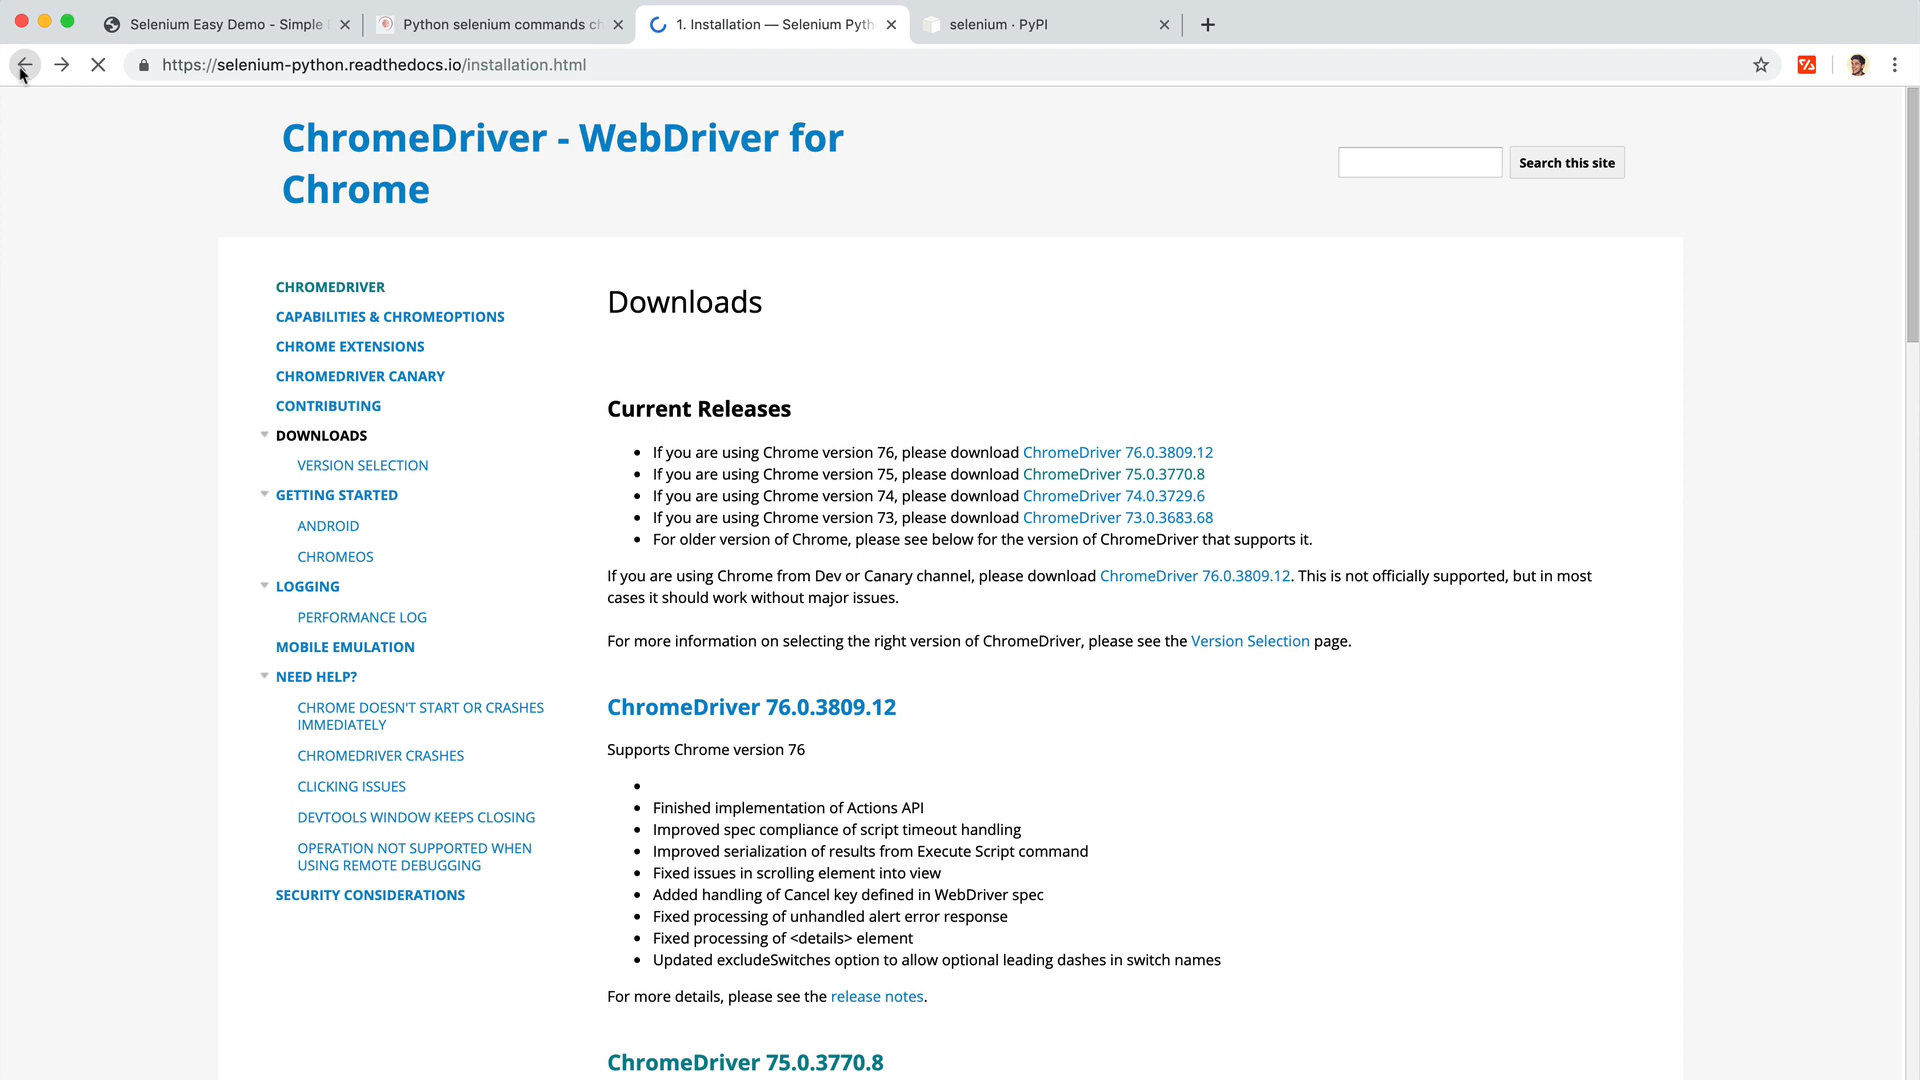 Selenium Easy Demo - Simple
Python selenium commands ch
1. Installation — Selenium Pyth
selenium · PyPI
https://selenium-python.readthedocs.io/installation.html
ChromeDriver - WebDriver for
Chrome
Search this site
CHROMEDRIVER
CAPABILITIES & CHROMEOPTIONS
CHROME EXTENSIONS
CHROMEDRIVER CANARY
CONTRIBUTING
DOWNLOADS
VERSION SELECTION
GETTING STARTED
ANDROID
CHROMEOS
LOGGING
PERFORMANCE LOG
MOBILE EMULATION
NEED HELP?
CHROME DOESN'T START OR CRASHES
IMMEDIATELY
CHROMEDRIVER CRASHES
CLICKING ISSUES
DEVTOOLS WINDOW KEEPS CLOSING
OPERATION NOT SUPPORTED WHEN
USING REMOTE DEBUGGING
SECURITY CONSIDERATIONS
Downloads
Current Releases
If you are using Chrome version 76, please download ChromeDriver 76.0.3809.12
If you are using Chrome version 75, please download ChromeDriver 75.0.3770.8
If you are using Chrome version 74, please download ChromeDriver 74.0.3729.6
If you are using Chrome version 73, please download ChromeDriver 73.0.3683.68
For older version of Chrome, please see below for the version of ChromeDriver that supports it.
If you are using Chrome from Dev or Canary channel, please download ChromeDriver 76.0.3809.12. This is not officially supported, but in most
cases it should work without major issues.
For more information on selecting the right version of ChromeDriver, please see the Version Selection page.
ChromeDriver 76.0.3809.12
Supports Chrome version 76
Finished implementation of Actions API
Improved spec compliance of script timeout handling
Improved serialization of results from Execute Script command
Fixed issues in scrolling element into view
Added handling of Cancel key defined in WebDriver spec
Fixed processing of unhandled alert error response
Fixed processing of <details> element
Updated excludeSwitches option to allow optional leading dashes in switch names
For more details, please see the release notes.
ChromeDriver 75.0.3770.8